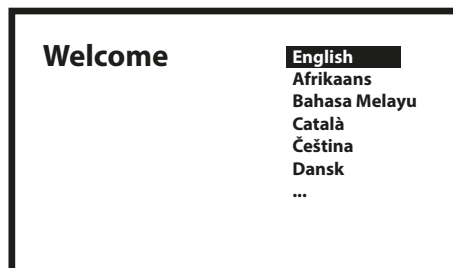 Welcome
English
Afrikaans
Bahasa Melayu
Català
Čeština
Dansk
...